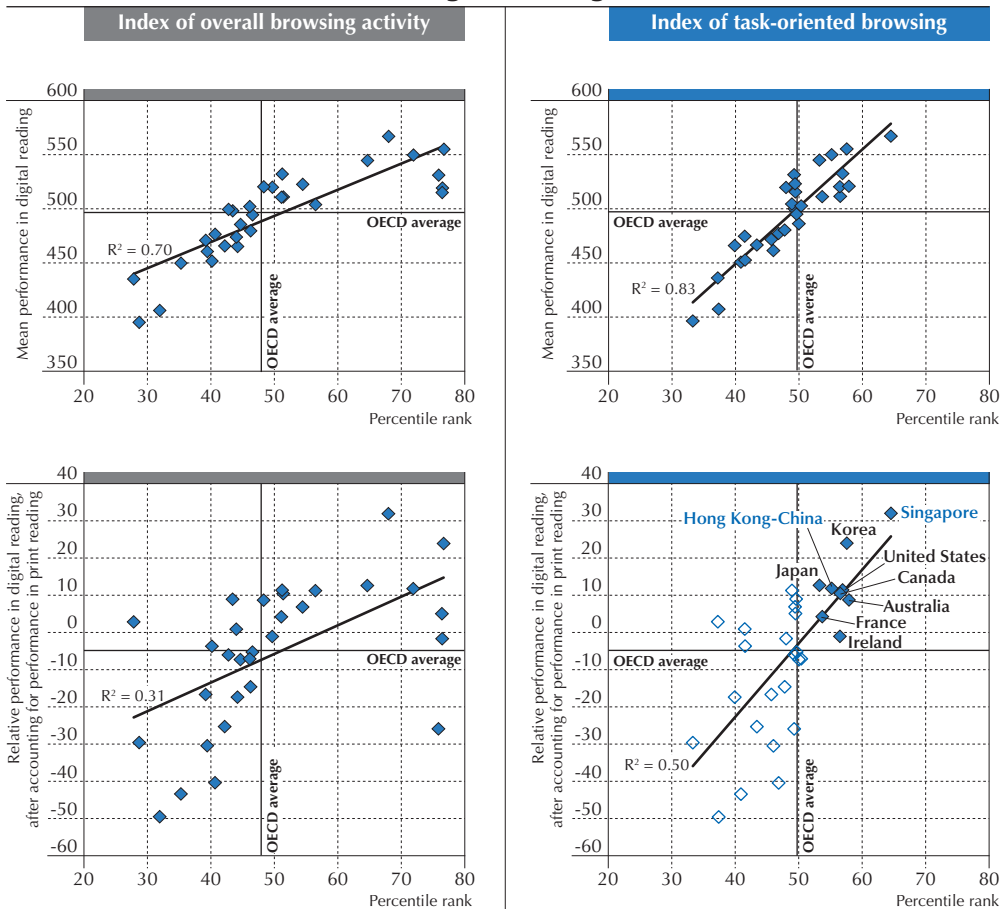 Index of overall browsing activity
Mean performance in digital reading
600
550
500
450
400
350
R² = 0.70
OECD average
OECD average
20 30 40 50 60 70 80
Percentile rank
Index of task-oriented browsing
Mean performance in digital reading
600
550
500
450
400
350
R² = 0.83
OECD average
OECD average
20 30 40 50 60 70 80
Percentile rank
Relative performance in digital reading,
after accounting for performance in print reading
40
30
20
10
0
-10
-20
-30
-40
-50
-60
R² = 0.31
OECD average
OECD average
20 30 40 50 60 70 80
Percentile rank
Relative performance in digital reading,
after accounting for performance in print reading
40
30
20
10
0
-10
-20
-30
-40
-50
-60
Hong Kong-China
Singapore
Korea
United States
Japan
Canada
Australia
France
Ireland
OECD average
R² = 0.50
OECD average
20 30 40 50 60 70 80
Percentile rank